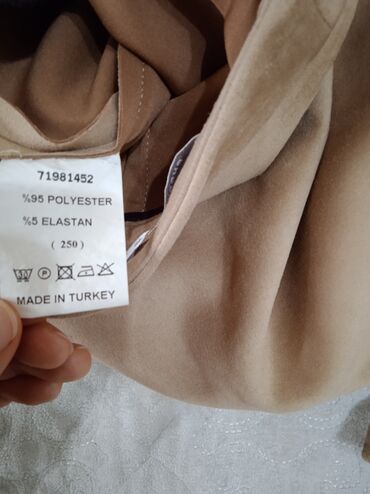 71981452
%95 POLYESTER
%5 ELASTAN
( 250 )
MADE IN TURKEY